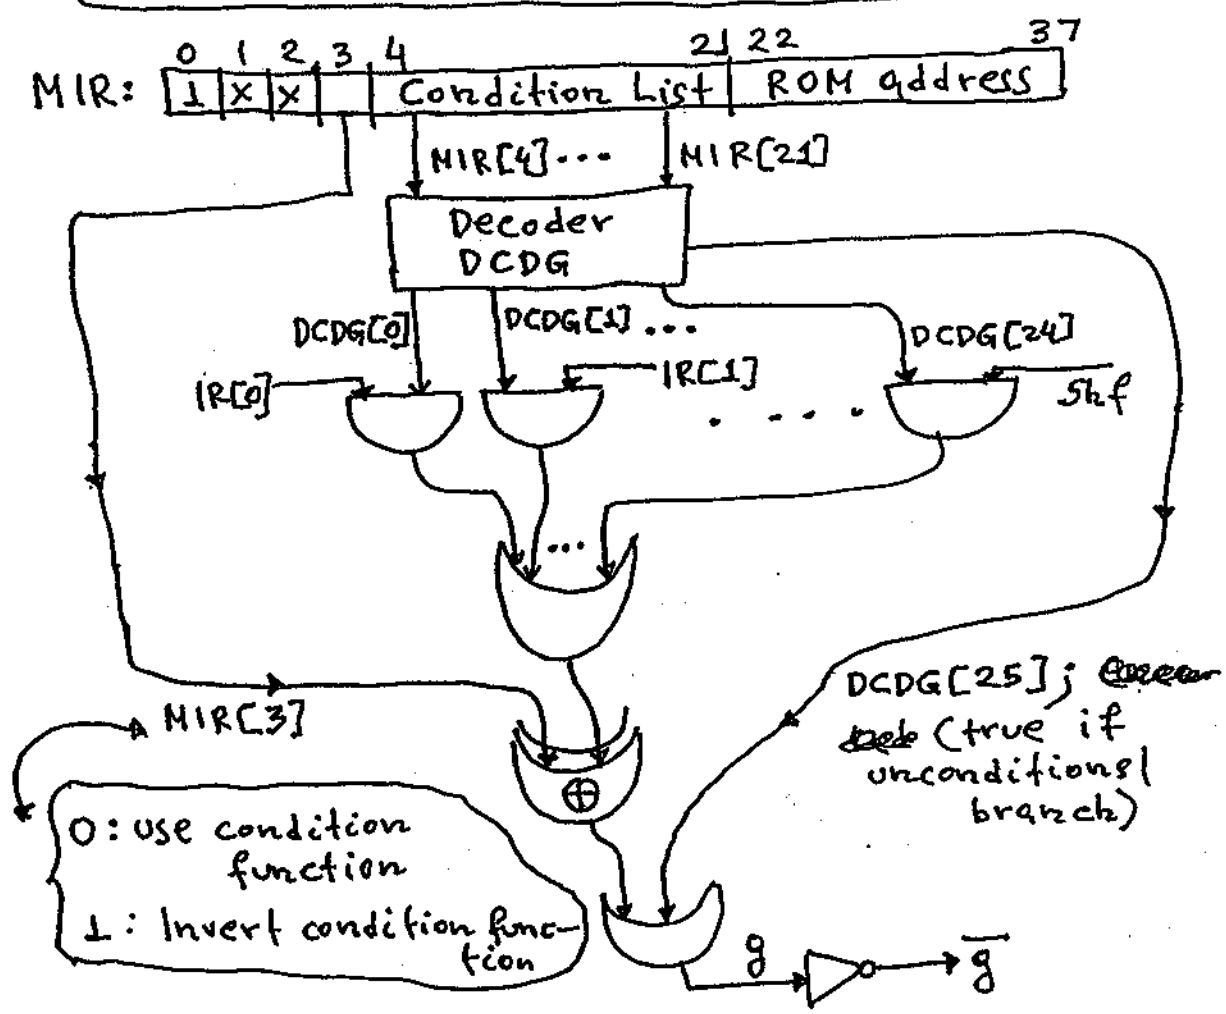 0 1 2 3 4 21 22 37
MIR: 1 X X Condition List ROM address
MIR[4]... MIR[21]
Decoder
DCDG
DCDG[0] DCDG[1] ... DCDG[24]
IR[0] IR[1] Shf
. . . .
...
MIR[3]
DCDG[25];
(true if
unconditionsl
branch)
0: use condition
function
1: Invert condition func-
tion
⊕
g g̅